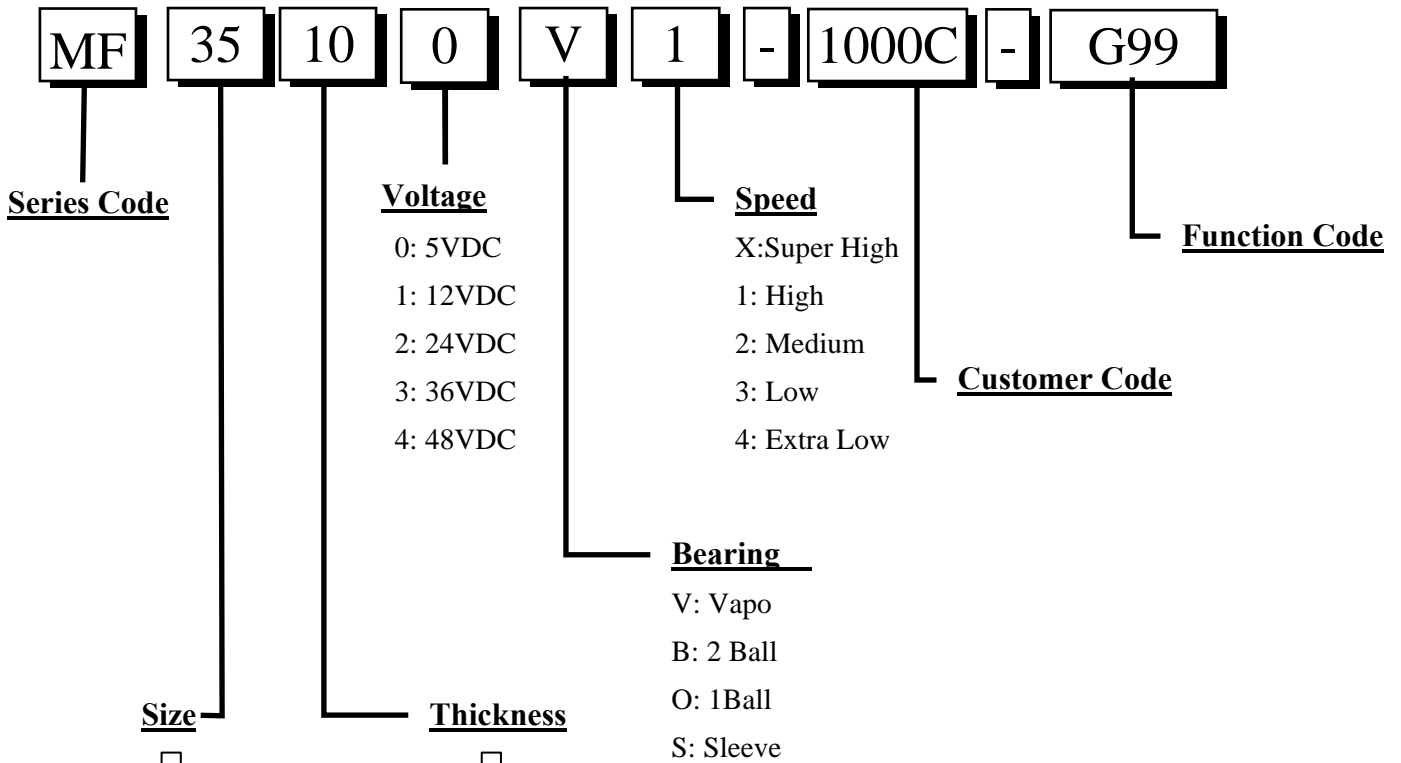 MF 35 10 0 V 1 - 1000C - G99
Series Code
Voltage
0: 5VDC
1: 12VDC
2: 24VDC
3: 36VDC
4: 48VDC
Speed
X:Super High
1: High
2: Medium
3: Low
4: Extra Low
Function Code
Customer Code
Bearing
V: Vapo
B: 2 Ball
O: 1Ball
S: Sleeve
Size
Thickness